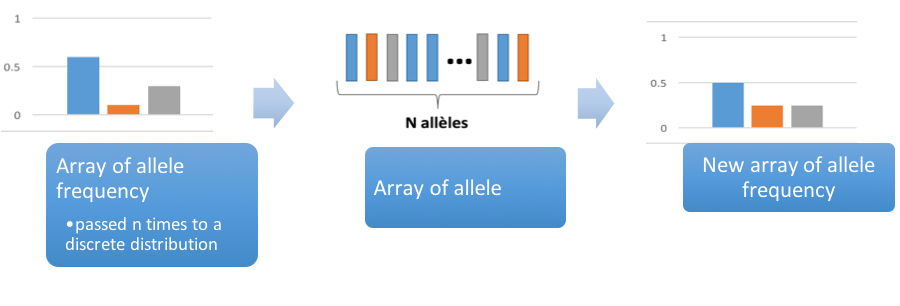 1
0.5
0
Array of allele
frequency
•passed n times to a
discrete distribution
...
N allèles
Array of allele
1
0.5
0
New array of allele
frequency